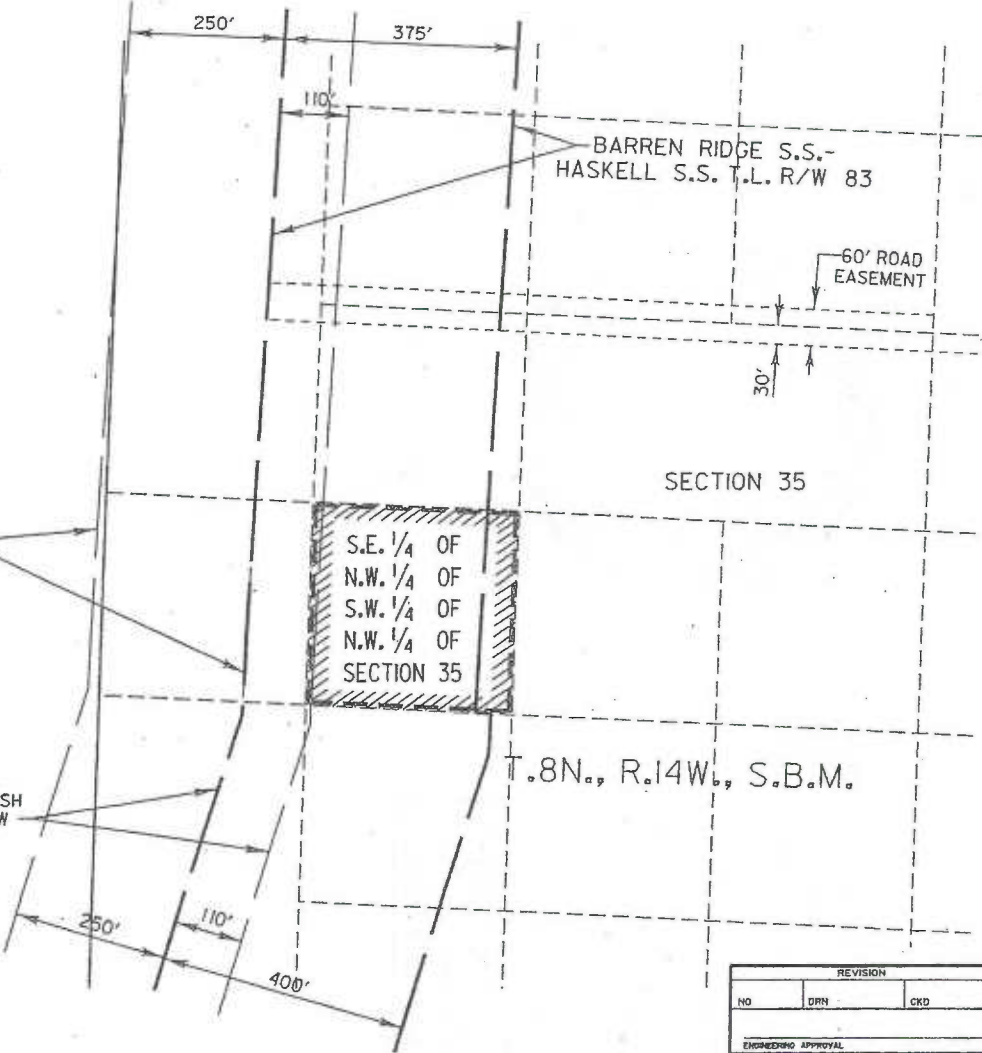 250'
375'
110'
BARREN RIDGE S.S.-
HASKELL S.S. T.L. R/W 83
60' ROAD
EASEMENT
30'
SECTION 35
S.E. 1/4 OF
N.W. 1/4 OF
S.W. 1/4 OF
N.W. 1/4 OF
SECTION 35
T.8N., R.14W., S.B.M.
SH
W
250'
110'
400'
REVISION
NO DRN CKD
ENGINEERING APPROVAL